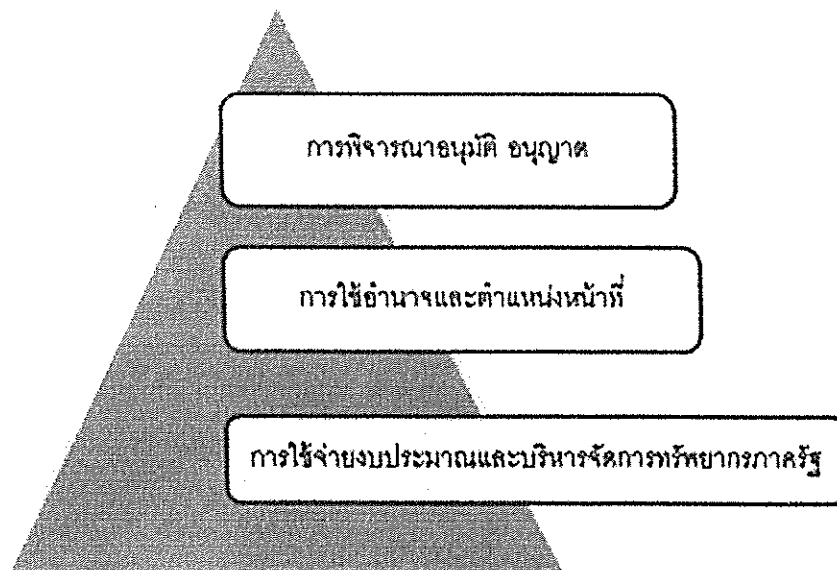 การพิจารณาอนุมัติ อนุญาต
การใช้อำนาจและตำแหน่งหน้าที่
การใช้จ่ายงบประมาณและบริหารจัดการทรัพยากรภาครัฐ